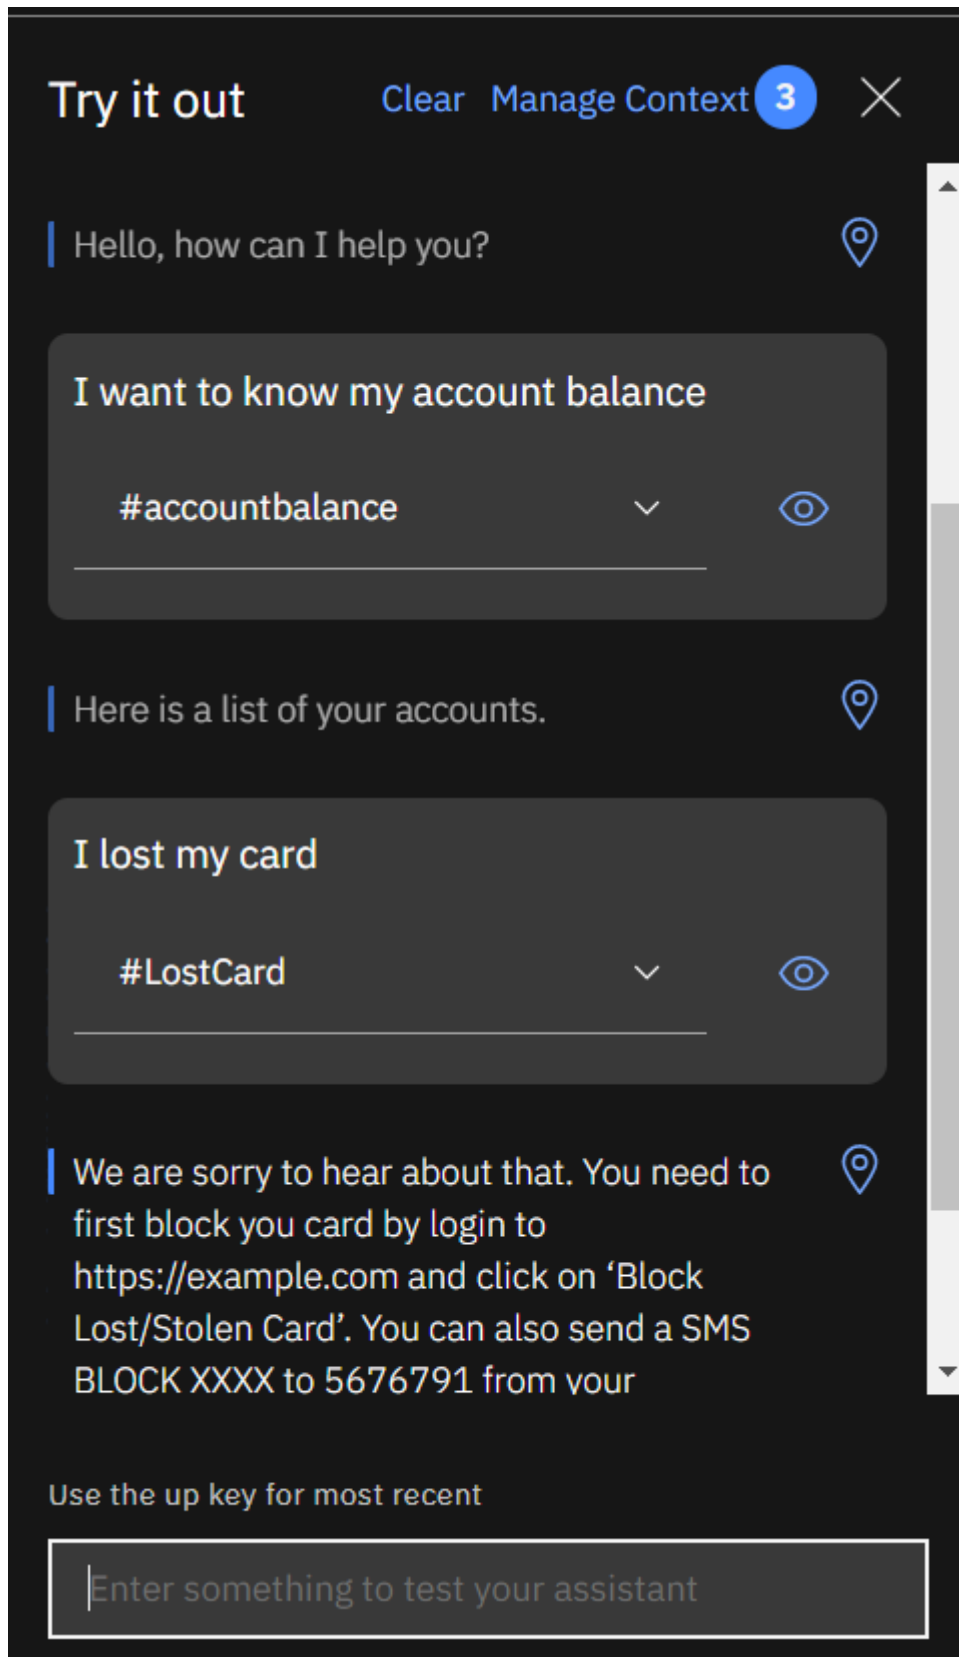 Try it out Clear Manage Context 3
Hello, how can I help you?
I want to know my account balance
#accountbalance
Here is a list of your accounts.
I lost my card
#LostCard
We are sorry to hear about that. You need to
first block you card by login to
https://example.com and click on ‘Block
Lost/Stolen Card’. You can also send a SMS
BLOCK XXXX to 5676791 from your
Use the up key for most recent
Enter something to test your assistant